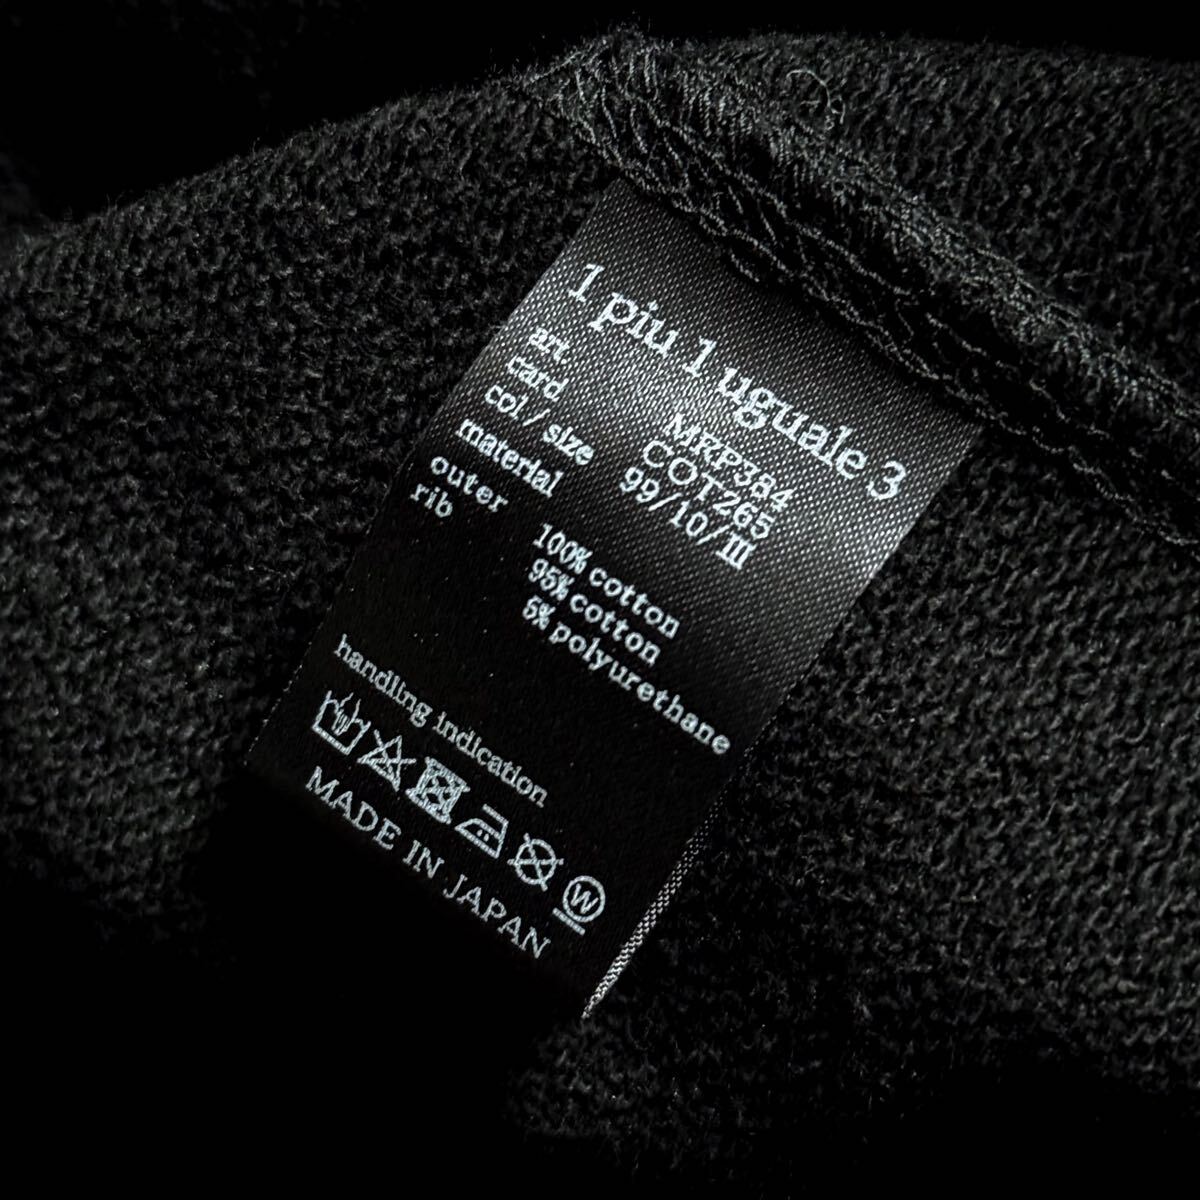 1 piu 1 uguale 3
art. MRP384
card COT265
col/size 99/10/III
material
outer 100% cotton
rib 95% cotton
5% polyurethane
handling indication
W
MADE IN JAPAN